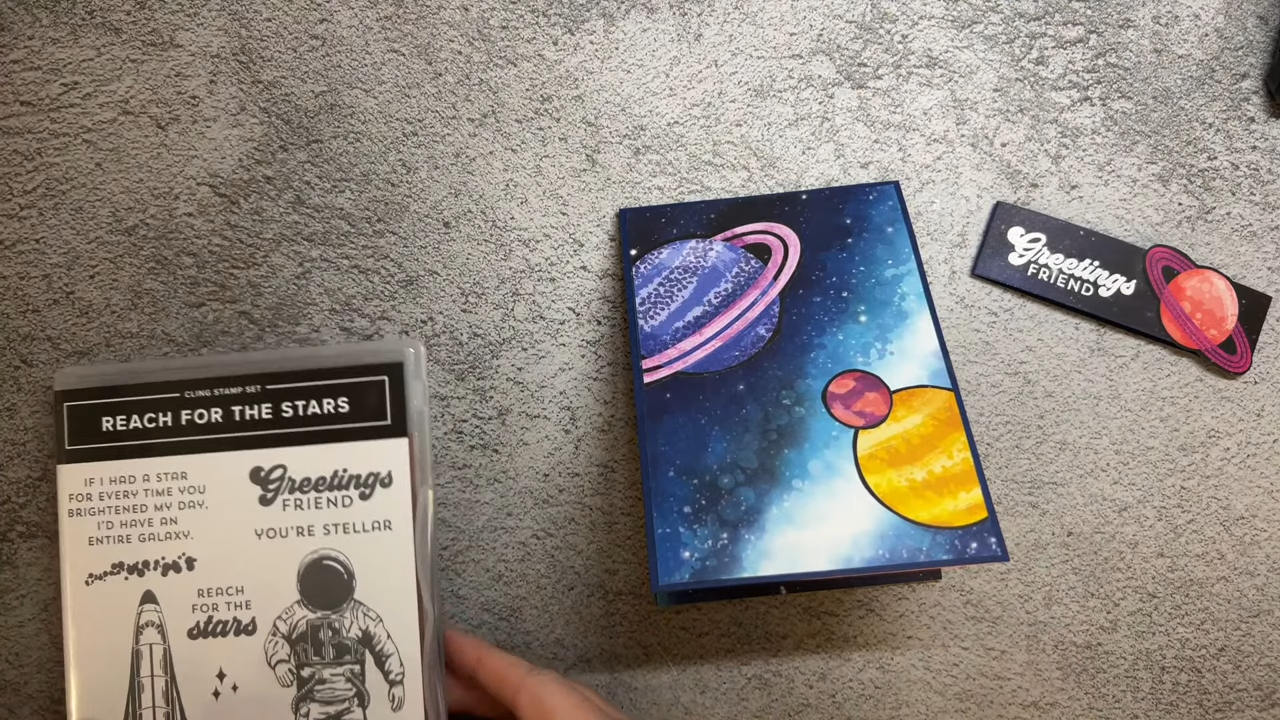 CLING STAMP SET
REACH FOR THE STARS
IF I HAD A STAR
FOR EVERY TIME YOU
BRIGHTENED MY DAY,
I'D HAVE AN
ENTIRE GALAXY.
Greetings
FRIEND
YOU'RE STELLAR
REACH
FOR THE
stars
Greetings
FRIEND